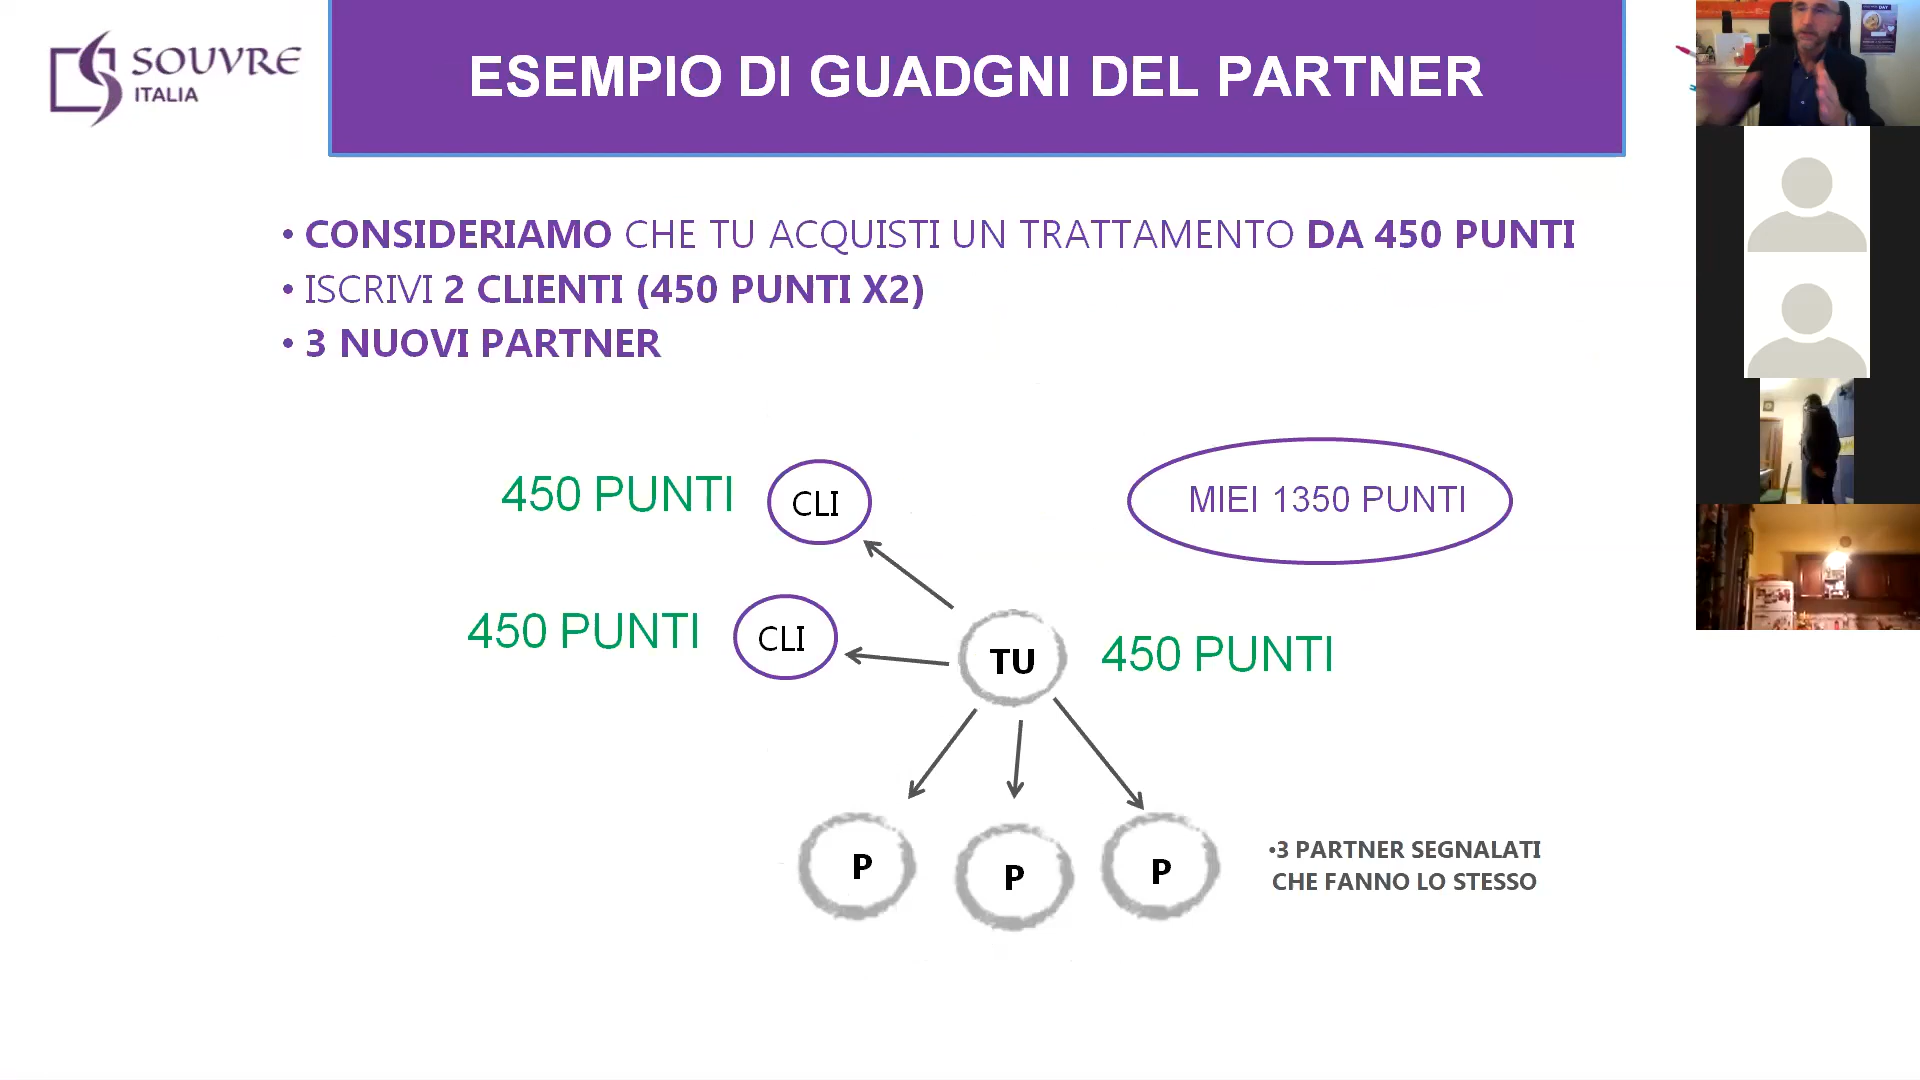 SOUVRE
ITALIA
ESEMPIO DI GUADGNI DEL PARTNER
• CONSIDERIAMO CHE TU ACQUISTI UN TRATTAMENTO DA 450 PUNTI
• ISCRIVI 2 CLIENTI (450 PUNTI X2)
• 3 NUOVI PARTNER
450 PUNTI
CLI
MIEI 1350 PUNTI
450 PUNTI
CLI
TU
450 PUNTI
P
P
P
•3 PARTNER SEGNALATI
CHE FANNO LO STESSO